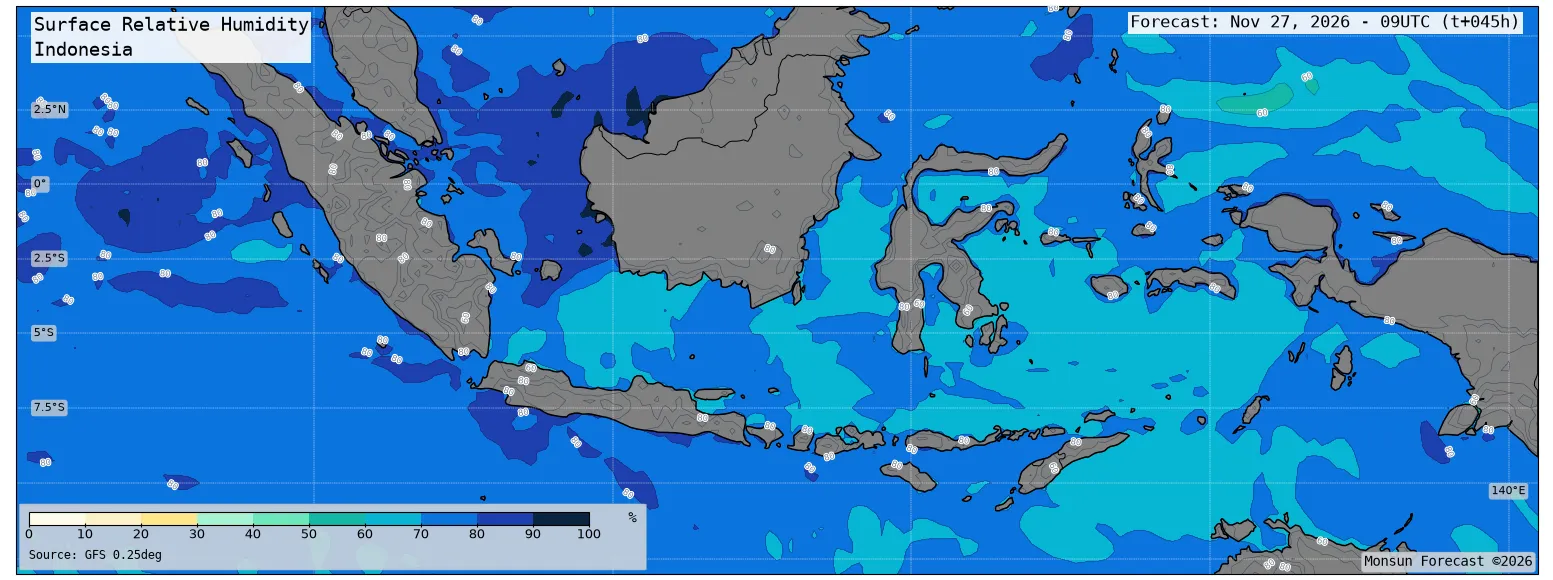 Surface Relative Humidity
Indonesia
Forecast: Nov 27, 2026 - 09UTC (t+045h)
2.5°N
0°
2.5°S
5°S
7.5°S
140°E
%
0 10 20 30 40 50 60 70 80 90 100
Source: GFS 0.25deg
Monsun Forecast ©2026